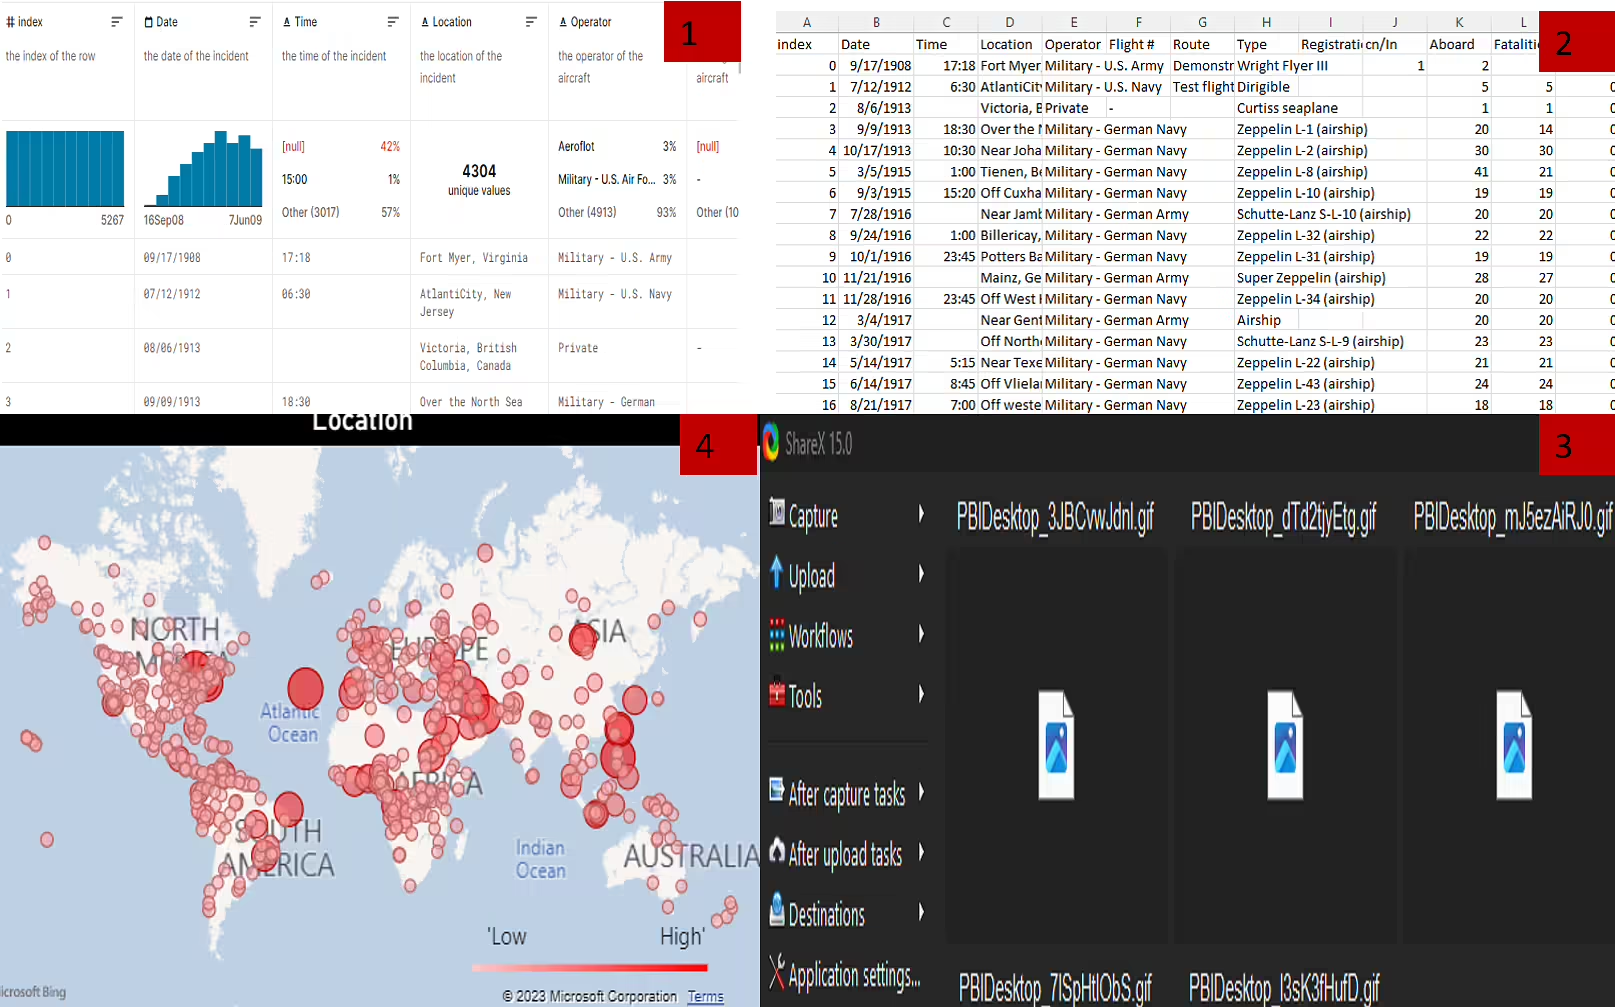 # index Date A Time A Location A Operator
the index of the row the date of the incident the time of the incident the location of the incident the operator of the aircraft aircraft
0 5267
16Sep08 7Jun09
[null] 42%
15:00 1%
Other (3017) 57%
4304
unique values
Aeroflot 3%
Military - U.S. Air Fo... 3%
Other (4913) 93%
[null]
-
Other (10
0 09/17/1908 17:18 Fort Myer, Virginia Military - U.S. Army
1 07/12/1912 06:30 AtlantiCity, New Jersey Military - U.S. Navy
2 08/06/1913 Victoria, British Columbia, Canada Private -
3 09/09/1913 18:30 Over the North Sea Military - German
1
A B C D E F G H I J K L
index Date Time Location Operator Flight # Route Type Registrati cn/In Aboard Fataliti
0 9/17/1908 17:18 Fort Myer, Military - U.S. Army Demonstr Wright Flyer III 1 2
1 7/12/1912 6:30 AtlantiCit Military - U.S. Navy Test flight Dirigible 5 5 0
2 8/6/1913 Victoria, B Private - Curtiss seaplane 1 1 0
3 9/9/1913 18:30 Over the N Military - German Navy Zeppelin L-1 (airship) 20 14 0
4 10/17/1913 10:30 Near Joha Military - German Navy Zeppelin L-2 (airship) 30 30 0
5 3/5/1915 1:00 Tienen, Be Military - German Navy Zeppelin L-8 (airship) 41 21 0
6 9/3/1915 15:20 Off Cuxha Military - German Navy Zeppelin L-10 (airship) 19 19 0
7 7/28/1916 Near Jamb Military - German Army Schutte-Lanz S-L-10 (airship) 20 20 0
8 9/24/1916 1:00 Billericay, Military - German Navy Zeppelin L-32 (airship) 22 22 0
9 10/1/1916 23:45 Potters Ba Military - German Navy Zeppelin L-31 (airship) 19 19 0
10 11/21/1916 Mainz, Ge Military - German Army Super Zeppelin (airship) 28 27 0
11 11/28/1916 23:45 Off West H Military - German Navy Zeppelin L-34 (airship) 20 20 0
12 3/4/1917 Near Gent Military - German Army Airship 20 20 0
13 3/30/1917 Off North Military - German Navy Schutte-Lanz S-L-9 (airship) 23 23 0
14 5/14/1917 5:15 Near Texe Military - German Navy Zeppelin L-22 (airship) 21 21 0
15 6/14/1917 8:45 Off Vliela Military - German Navy Zeppelin L-43 (airship) 24 24 0
16 8/21/1917 7:00 Off weste Military - German Navy Zeppelin L-23 (airship) 18 18 0
2
Location
4
NORTH
AMERICA
EUROPE
ASIA
Atlantic
Ocean
AFRICA
SOUTH
AMERICA
Indian
Ocean
AUSTRALIA
'Low High'
icrosoft Bing
© 2023 Microsoft Corporation Terms
ShareX 15.0
3
Capture
Upload
Workflows
Tools
After capture tasks
After upload tasks
Destinations
Application settings...
PBIDesktop_3JBCvwJdnl.gif PBIDesktop_dTd2tjyEtg.gif PBIDesktop_mJ5ezAiRJ0.gif
PBIDesktop_7lSpHtlObS.gif PBIDesktop_l3sK3fHufD.gif